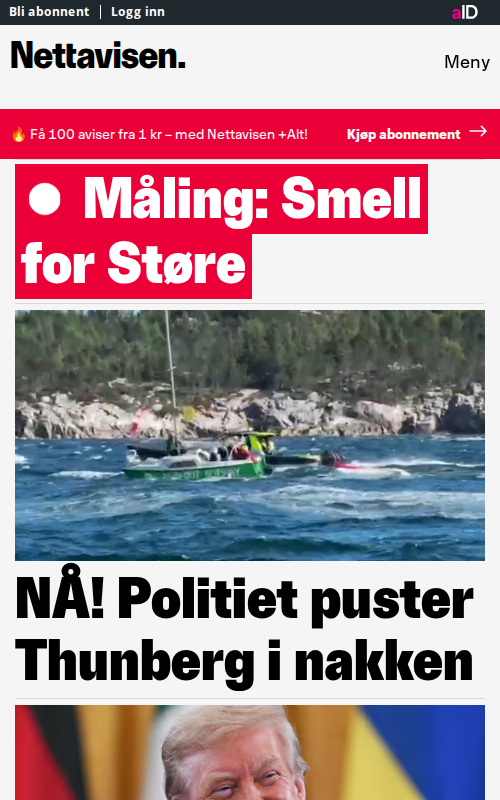 Bli abonnent
Logg inn
aID
Nettavisen.
Meny
🔥 Få 100 aviser fra 1 kr – med Nettavisen +Alt!
Kjøp abonnement →
Måling: Smell
for Støre
NÅ! Politiet puster
Thunberg i nakken